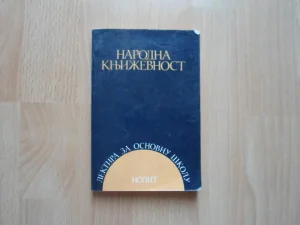 НАРОДНА
КЊИЖЕВНОСТ
ЛЕКТИРА ЗА ОСНОВНУ ШКОЛУ
НОЛИТ